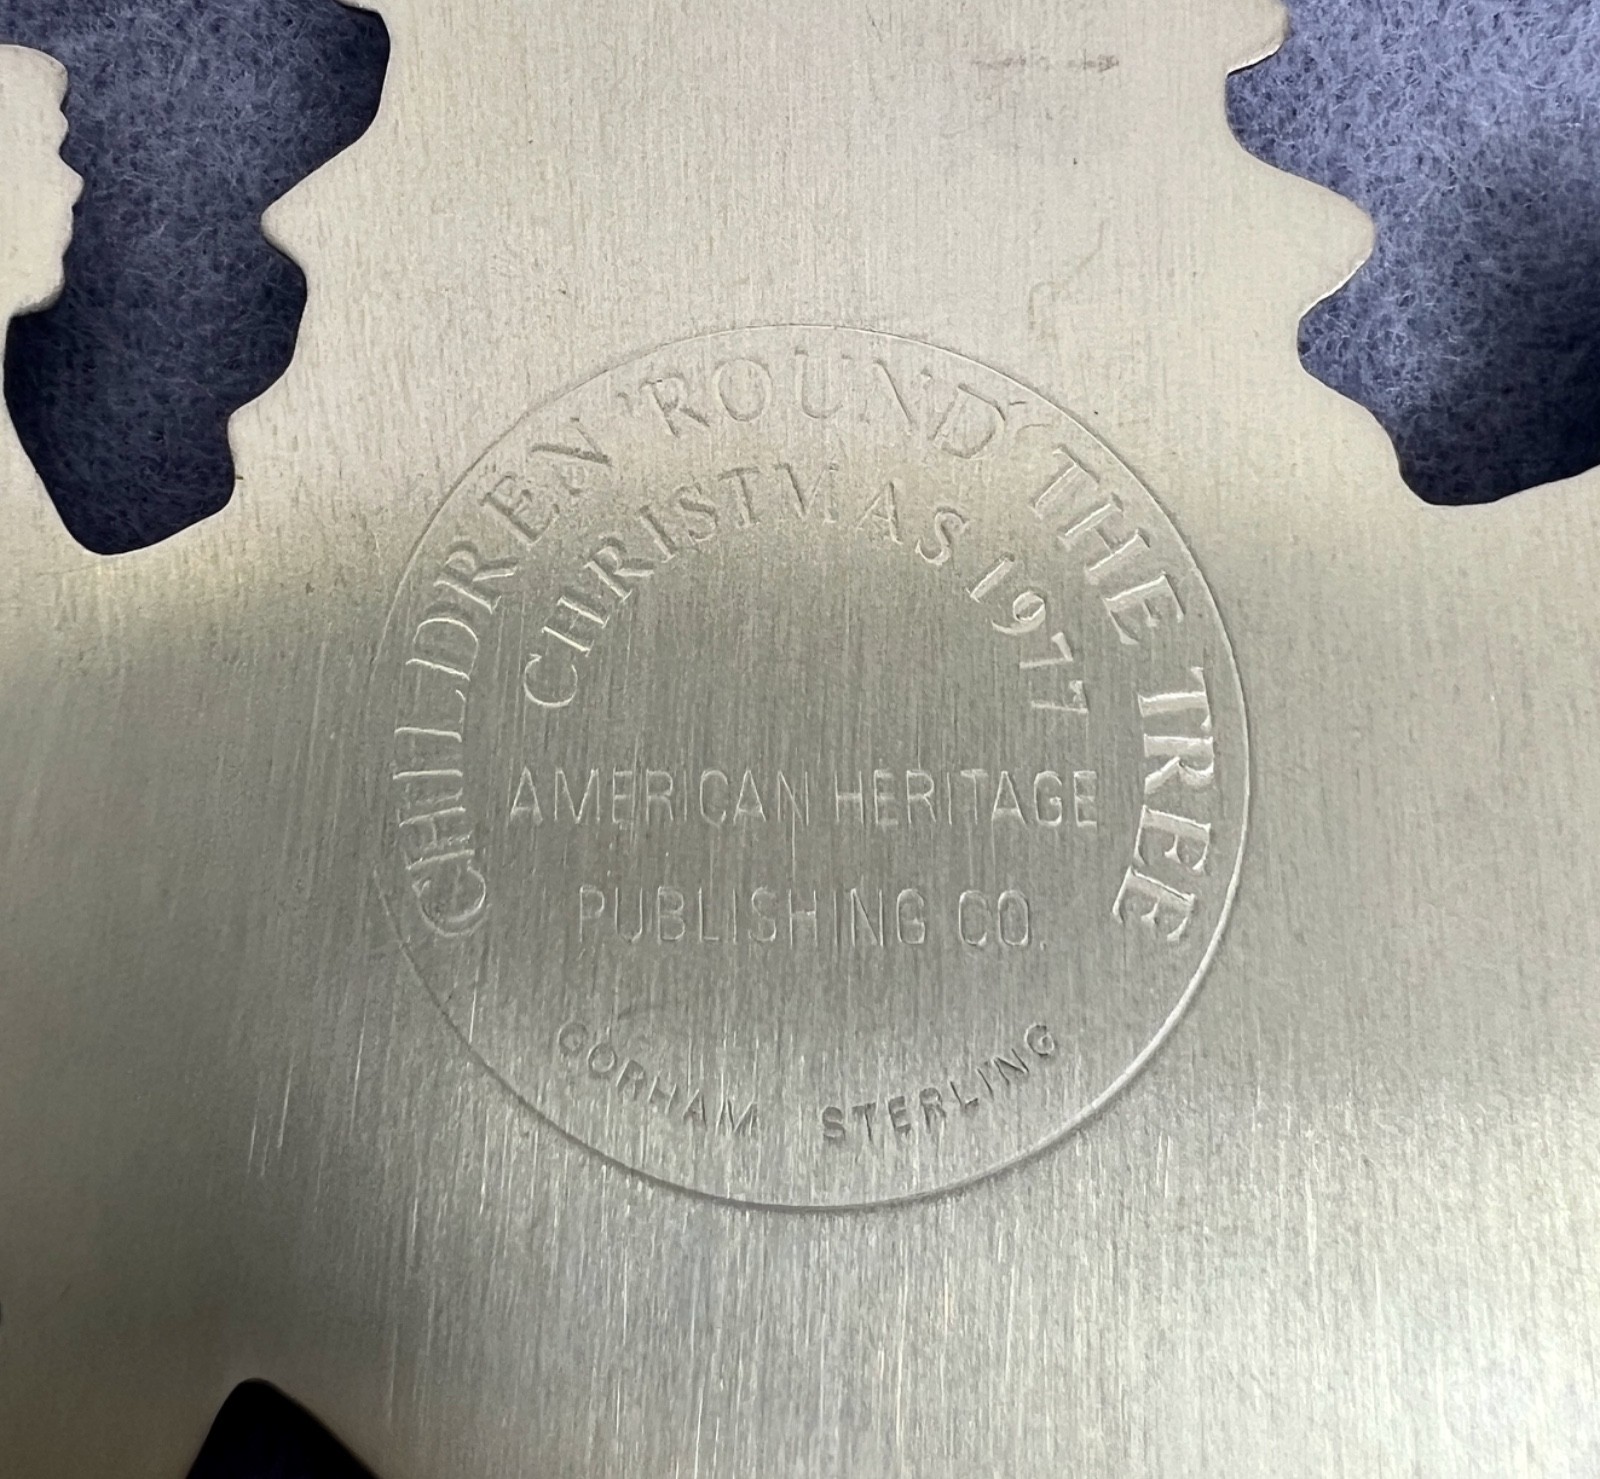 CHILDREN 'ROUND THE TREE
CHRISTMAS 1977
AMERICAN HERITAGE
PUBLISHING CO.
GORHAM STERLING